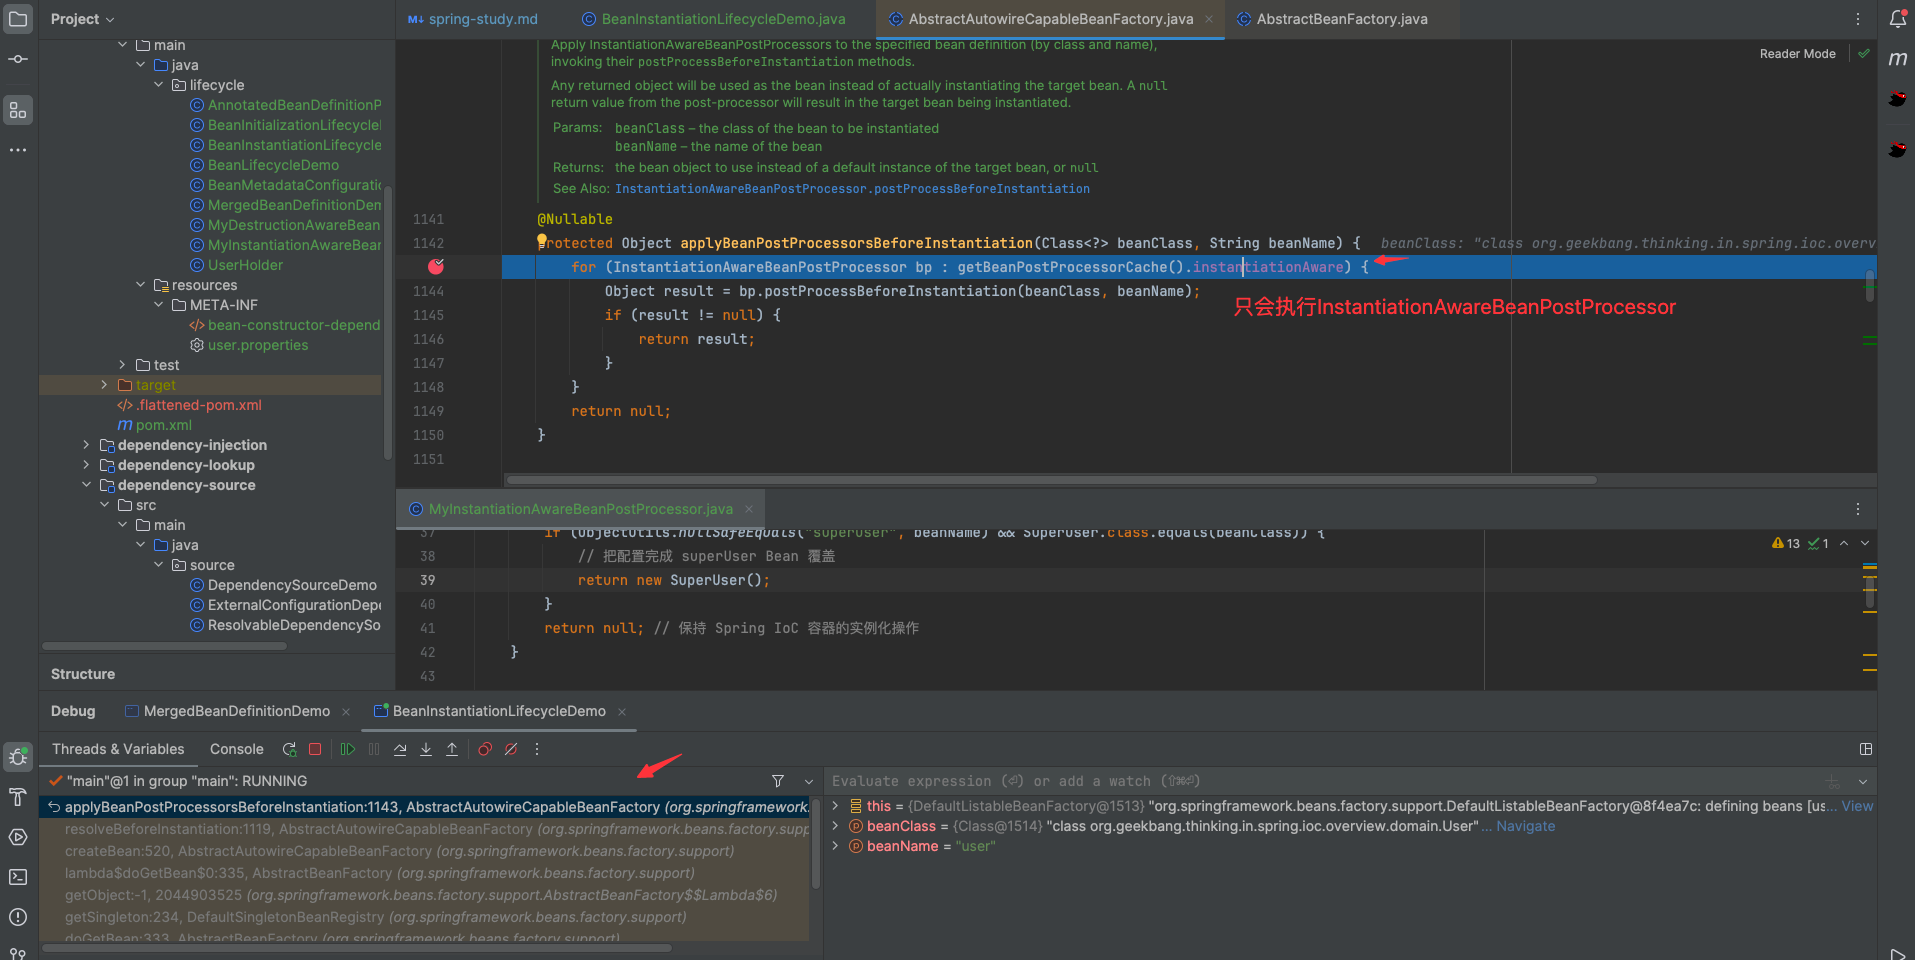 Project
spring-study.md
BeanInstantiationLifecycleDemo.java
AbstractAutowireCapableBeanFactory.java
AbstractBeanFactory.java
main
java
lifecycle
AnnotatedBeanDefinitionP
BeanInitializationLifecycle
BeanInstantiationLifecycle
BeanLifecycleDemo
BeanMetadataConfiguratio
MergedBeanDefinitionDem
MyDestructionAwareBean
MyInstantiationAwareBear
UserHolder
resources
META-INF
bean-constructor-depend
user.properties
test
target
.flattened-pom.xml
pom.xml
dependency-injection
dependency-lookup
dependency-source
src
main
java
source
DependencySourceDemo
ExternalConfigurationDepe
ResolvableDependencySo
Structure
Reader Mode
Apply InstantiationAwareBeanPostProcessors to the specified bean definition (by class and name),
invoking their postProcessBeforeInstantiation methods.
Any returned object will be used as the bean instead of actually instantiating the target bean. A null
return value from the post-processor will result in the target bean being instantiated.
Params: beanClass – the class of the bean to be instantiated
beanName – the name of the bean
Returns: the bean object to use instead of a default instance of the target bean, or null
See Also: InstantiationAwareBeanPostProcessor.postProcessBeforeInstantiation
1141 @Nullable
1142 rotected Object applyBeanPostProcessorsBeforeInstantiation(Class<?> beanClass, String beanName) { beanClass: "class org.geekbang.thinking.in.spring.ioc.overv
for (InstantiationAwareBeanPostProcessor bp : getBeanPostProcessorCache().instantiationAware) {
1144 Object result = bp.postProcessBeforeInstantiation(beanClass, beanName);
只会执行InstantiationAwareBeanPostProcessor
1145 if (result != null) {
1146 return result;
1147 }
1148 }
1149 return null;
1150 }
1151
MyInstantiationAwareBeanPostProcessor.java
37 if (ObjectUtils.nullSafeEquals("superUser", beanName) && SuperUser.class.equals(beanClass)) {
13 1
38 // 把配置完成 superUser Bean 覆盖
39 return new SuperUser();
40 }
41 return null; // 保持 Spring IoC 容器的实例化操作
42 }
43
Debug
MergedBeanDefinitionDemo
BeanInstantiationLifecycleDemo
Threads & Variables
Console
"main"@1 in group "main": RUNNING
applyBeanPostProcessorsBeforeInstantiation:1143, AbstractAutowireCapableBeanFactory (org.springframework.
resolveBeforeInstantiation:1119, AbstractAutowireCapableBeanFactory (org.springframework.beans.factory.supp
createBean:520, AbstractAutowireCapableBeanFactory (org.springframework.beans.factory.support)
lambda$doGetBean$0:335, AbstractBeanFactory (org.springframework.beans.factory.support)
getObject:-1, 2044903525 (org.springframework.beans.factory.support.AbstractBeanFactory$$Lambda$6)
getSingleton:234, DefaultSingletonBeanRegistry (org.springframework.beans.factory.support)
doGetBean:333, AbstractBeanFactory (org.springframework.beans.factory.support)
Evaluate expression (⏎) or add a watch (⇧⌘⏎)
this = {DefaultListableBeanFactory@1513} "org.springframework.beans.factory.support.DefaultListableBeanFactory@8f4ea7c: defining beans [us... View
beanClass = {Class@1514} "class org.geekbang.thinking.in.spring.ioc.overview.domain.User" ... Navigate
beanName = "user"